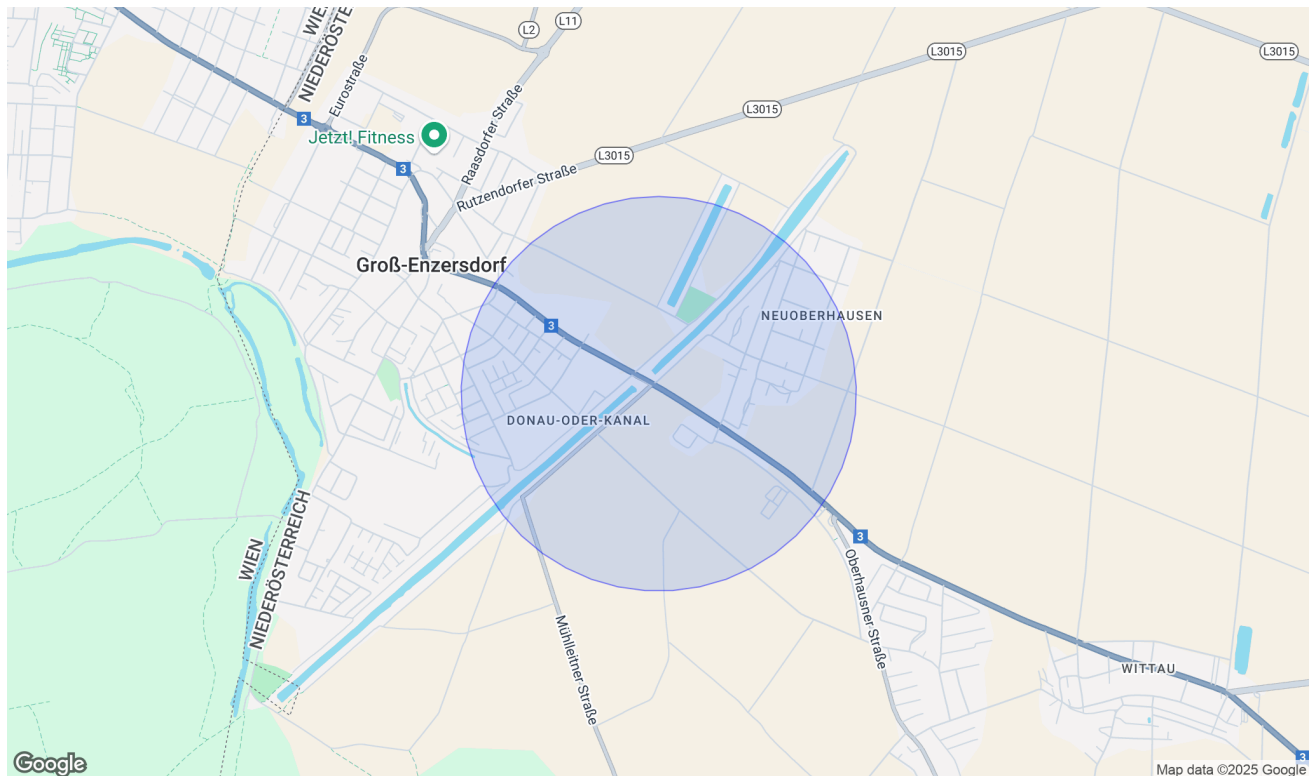 L2
L11
WIEN
NIEDERÖSTE
L3015
L3015
Eurostraße
3
Jetzt! Fitness
Raasdorfer Straße
L3015
3
L3015
Rutzendorfer Straße
Groß-Enzersdorf
NEUOBERHAUSEN
3
DONAU-ODER-KANAL
WIEN
NIEDERÖSTERREICH
3
Oberhausner Straße
Mühlleitner Straße
WITTAU
3
Google
Map data ©2025 Google